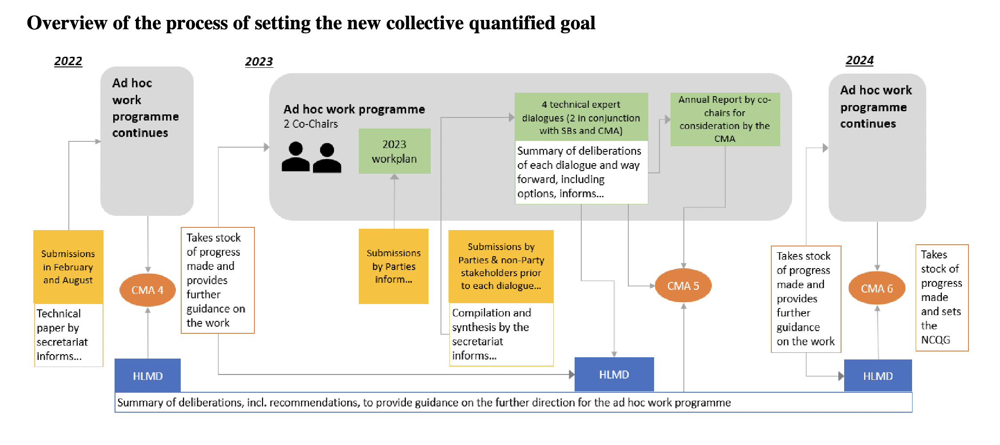 Overview of the process of setting the new collective quantified goal
2022
Ad hoc
work
programme
continues
Submissions
in February
and August
Technical
paper by
secretariat
informs...
CMA 4
HLMD
Takes stock
of progress
made and
provides
further
guidance on
the work
2023
Ad hoc work programme
2 Co-Chairs
2023
workplan
Submissions
by Parties
inform...
Submissions by
Parties & non-Party
stakeholders prior
to each dialogue...
Compilation and
synthesis by the
secretariat
informs...
4 technical expert
dialogues (2 in conjunction
with SBs and CMA)
Summary of deliberations
of each dialogue and way
forward, including
options, informs...
Annual Report by co-
chairs for
consideration by the
CMA
CMA 5
HLMD
Takes stock
of progress
made and
provides
further
guidance
on the work
2024
Ad hoc work
programme
continues
CMA 6
HLMD
Takes
stock of
progress
made
and sets
the
NCQG
Summary of deliberations, incl. recommendations, to provide guidance on the further direction for the ad hoc work programme